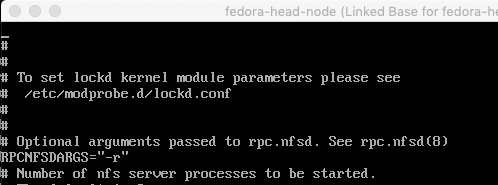 fedora-head-node (Linked Base for fedora-he
#
#
# To set lockd kernel module parameters please see
#  /etc/modprobe.d/lockd.conf
#
#
# Optional arguments passed to rpc.nfsd. See rpc.nfsd(8)
RPCNFSDARGS="-r"
# Number of nfs server processes to be started.